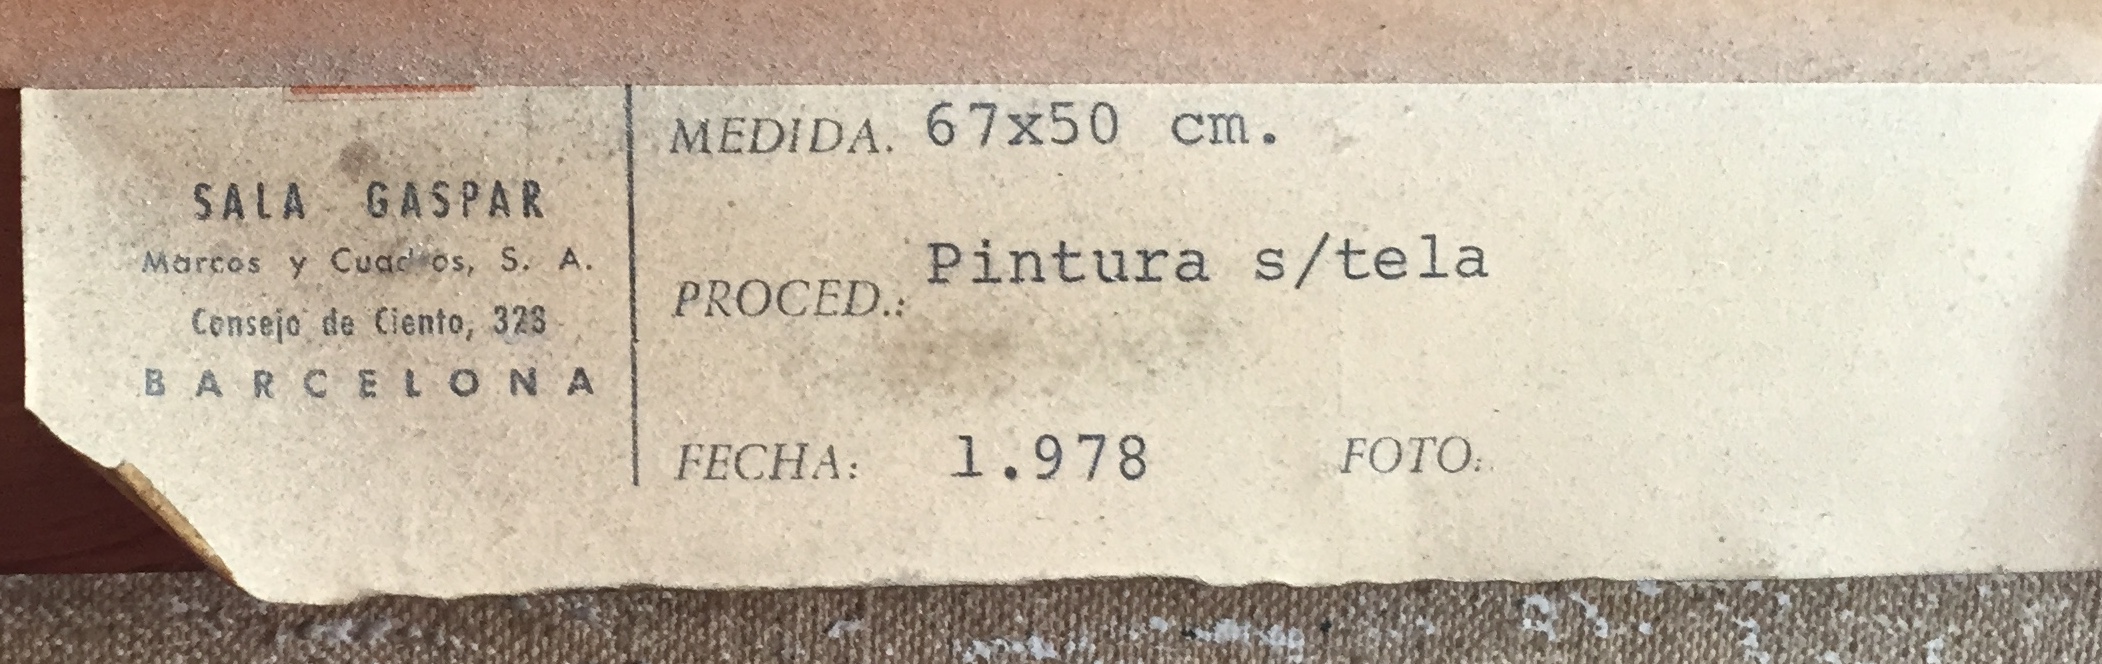 SALA GASPAR
Marcos y Cuadros, S. A.
Consejo de Ciento, 323
BARCELONA
MEDIDA. 67x50 cm.
PROCED.: Pintura s/tela
FECHA: 1.978 FOTO: